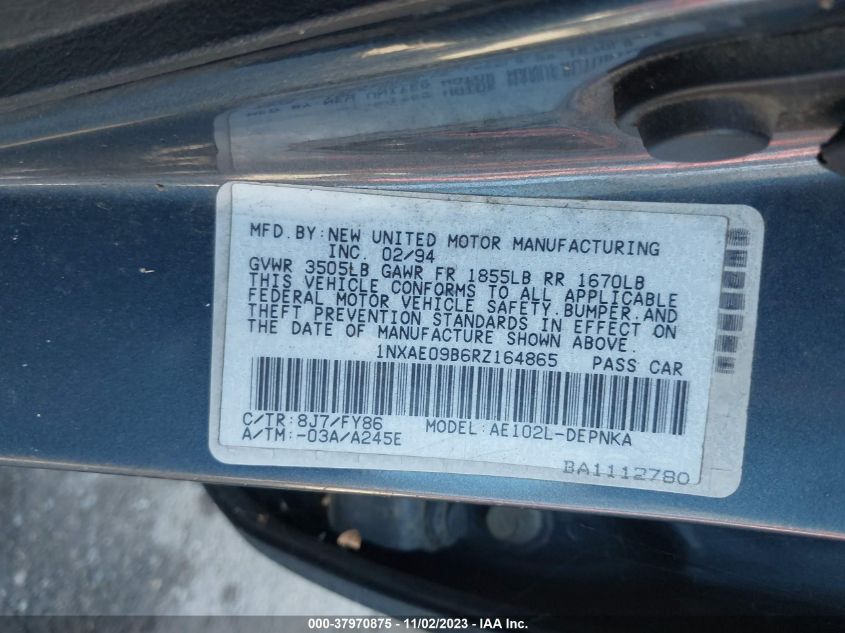 MFD.BY:NEW UNITED MOTOR MANUFACTURING
INC. 02/94
GVWR 3505LB GAWR FR 1855LB RR 1670LB
THIS VEHICLE CONFORMS TO ALL APPLICABLE
FEDERAL MOTOR VEHICLE SAFETY.BUMPER.AND
THEFT PREVENTION STANDARDS IN EFFECT ON
THE DATE OF MANUFACTURE SHOWN ABOVE.
1NXAE09B6RZ164865 PASS CAR
C/TR:8J7/FY86 MODEL:AE102L-DEPNKA
A/TM:-03A/A245E
BA1112780
000-37970875 - 11/02/2023 - IAA Inc.